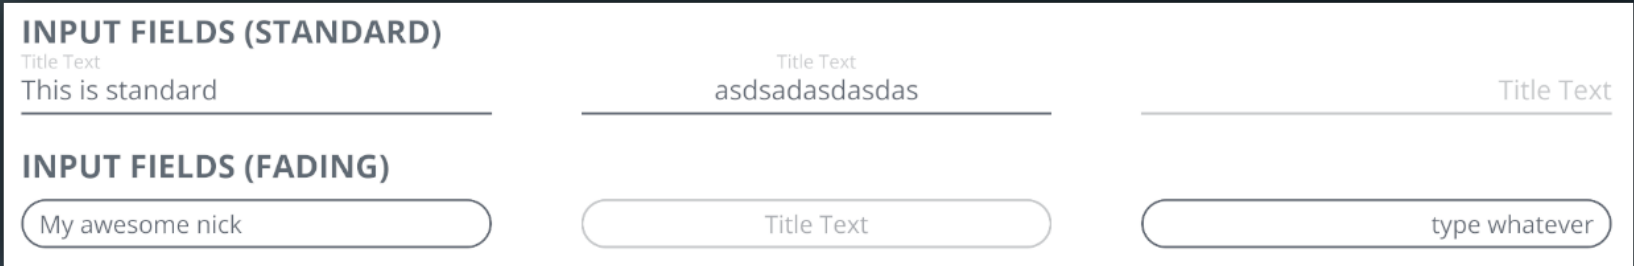 INPUT FIELDS (STANDARD)
Title Text Title Text
This is standard asdsadasdasdas Title Text
INPUT FIELDS (FADING)
My awesome nick Title Text type whatever